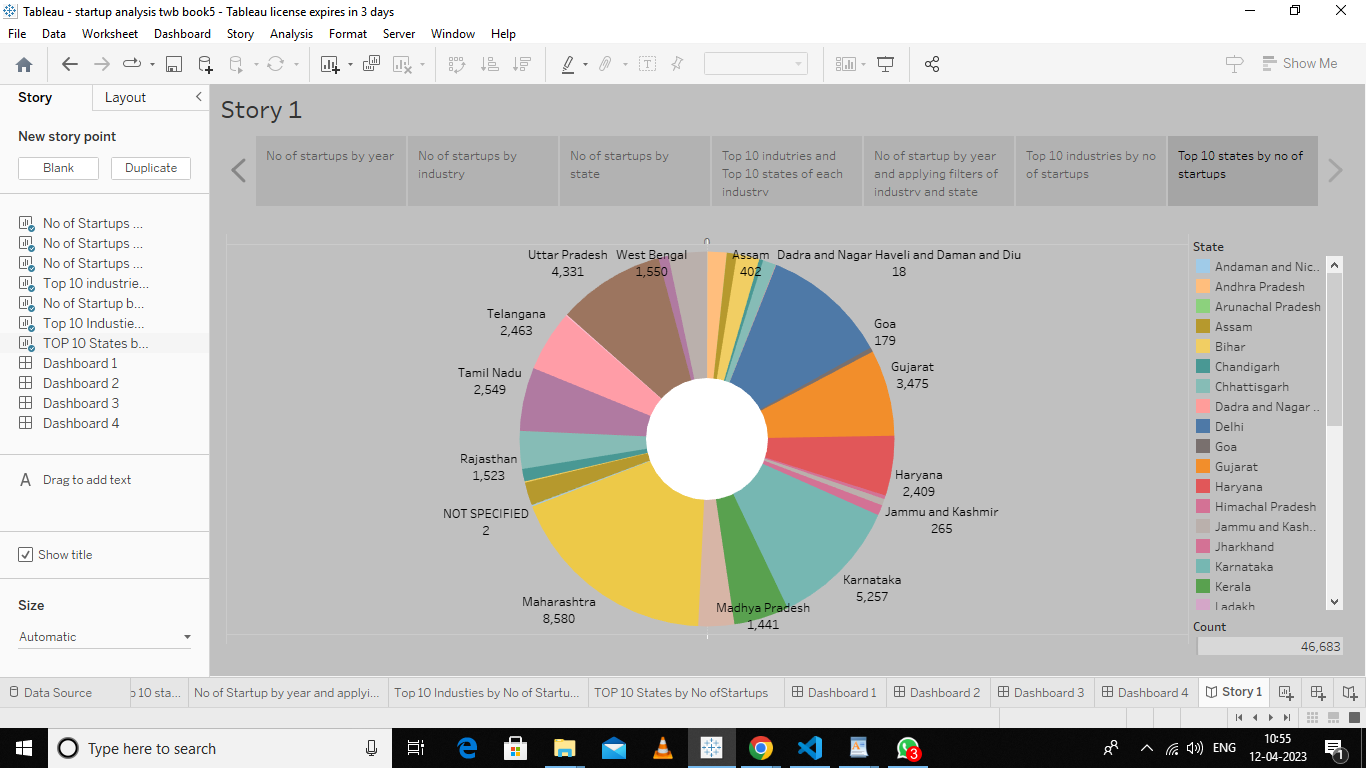 Tableau - startup analysis twb book5 - Tableau license expires in 3 days
File Data Worksheet Dashboard Story Analysis Format Server Window Help
Show Me
Story Layout
New story point
Blank Duplicate
No of Startups ...
No of Startups ...
No of Startups ...
Top 10 industrie...
No of Startup b...
Top 10 Industie...
TOP 10 States b...
Dashboard 1
Dashboard 2
Dashboard 3
Dashboard 4
A Drag to add text
Show title
Size
Automatic
Story 1
No of startups by year
No of startups by
industry
No of startups by
state
Top 10 indutries and
Top 10 states of each
industry
No of startup by year
and applying filters of
industry and state
Top 10 industries by no
of startups
Top 10 states by no of
startups
0
Uttar Pradesh
4,331
West Bengal
1,550
Assam
402
Dadra and Nagar Haveli and Daman and Diu
18
Telangana
2,463
Goa
179
Gujarat
3,475
Tamil Nadu
2,549
Rajasthan
1,523
Haryana
2,409
NOT SPECIFIED
2
Jammu and Kashmir
265
Karnataka
5,257
Maharashtra
8,580
Madhya Pradesh
1,441
State
Andaman and Nic..
Andhra Pradesh
Arunachal Pradesh
Assam
Bihar
Chandigarh
Chhattisgarh
Dadra and Nagar ..
Delhi
Goa
Gujarat
Haryana
Himachal Pradesh
Jammu and Kash..
Jharkhand
Karnataka
Kerala
Ladakh
Count
46,683
Data Source
p 10 sta...
No of Startup by year and applyi...
Top 10 Industies by No of Startu...
TOP 10 States by No ofStartups
Dashboard 1
Dashboard 2
Dashboard 3
Dashboard 4
Story 1
Type here to search
3
ENG
10:55
12-04-2023
1